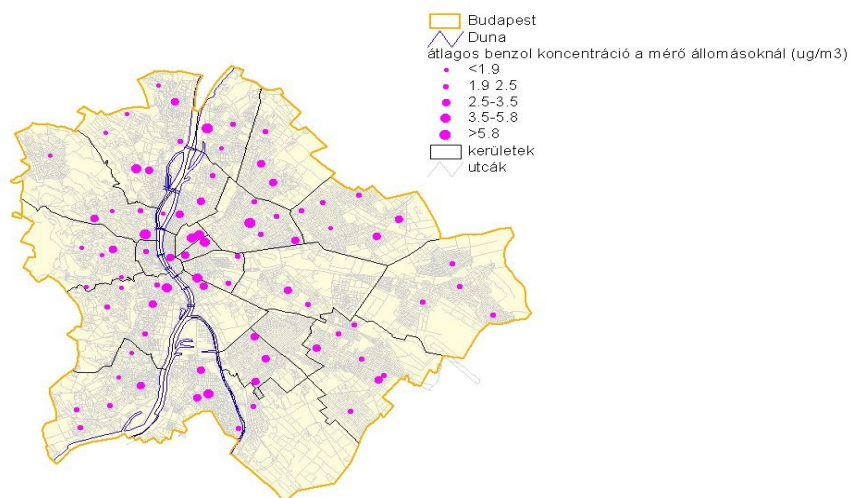 Budapest
Duna
átlagos benzol koncentráció a mérő állomásoknál (ug/m3)
<1.9
1.9 2.5
2.5-3.5
3.5-5.8
>5.8
kerületek
utcák